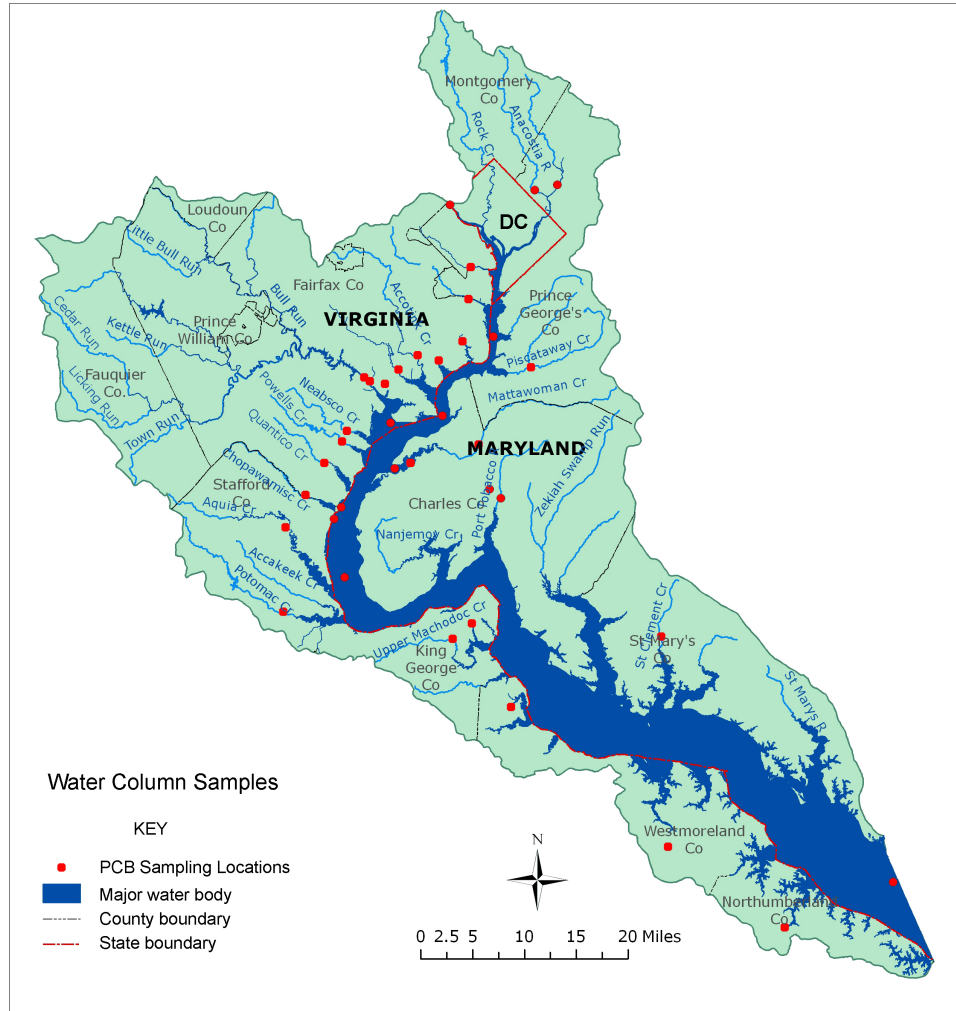 Montgomery
Co
Rock Cr
Anacostia R
DC
Loudoun
Co
Little Bull Run
Fairfax Co
Bull Run
Accotink Cr
Prince
George's
Co
VIRGINIA
Cedar Run
Kettle Run
Prince
William Co
Piscataway Cr
Fauquier
Co.
Licking Run
Mattawoman Cr
Neabsco Cr
Powells Cr
Quantico Cr
Town Run
MARYLAND
Zekiah Swamp Run
Chopawamisc Cr
Stafford
Co
Charles Co
Port Tobacco
Aquia Cr
Nanjemoy Cr
Accakeek Cr
Potomac Cr
Upper Machodoc Cr
King
George
Co
St Clement Cr
St Mary's
Co
St Marys R
Water Column Samples
KEY
PCB Sampling Locations
Major water body
County boundary
State boundary
N
0 2.5 5 10 15 20 Miles
Westmoreland
Co
Northumberland
Co